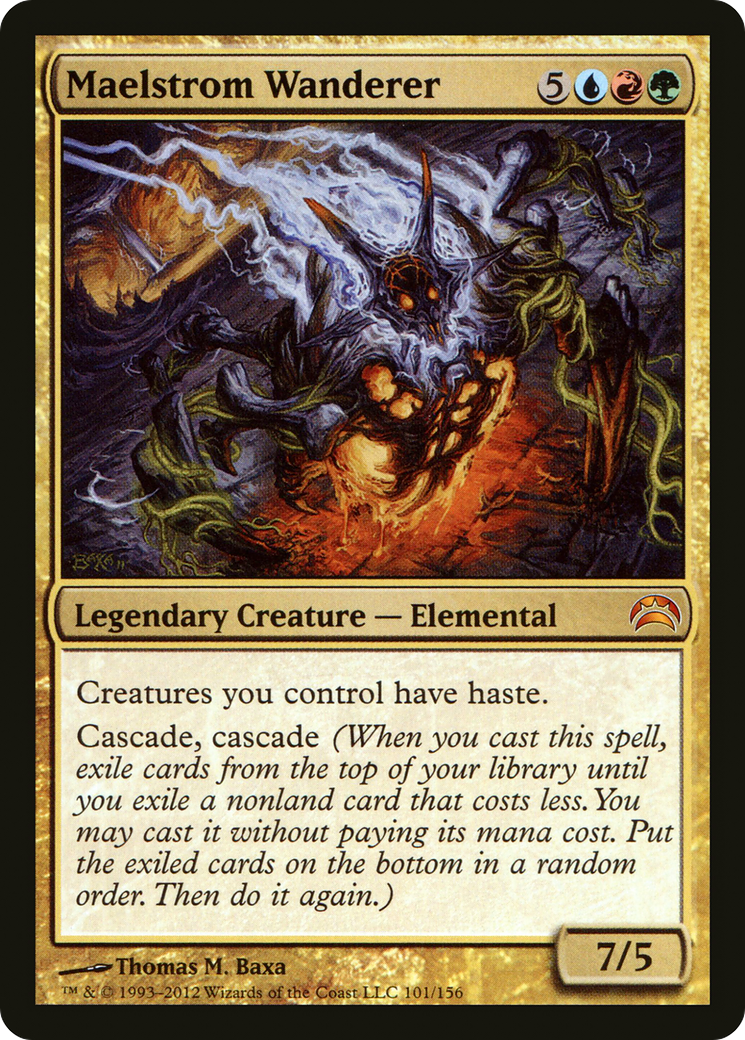 Maelstrom Wanderer 5
BAXA 11
Legendary Creature — Elemental
Creatures you control have haste.
Cascade, cascade (When you cast this spell,
exile cards from the top of your library until
you exile a nonland card that costs less. You
may cast it without paying its mana cost. Put
the exiled cards on the bottom in a random
order. Then do it again.)
7/5
Thomas M. Baxa
™ & © 1993–2012 Wizards of the Coast LLC 101/156